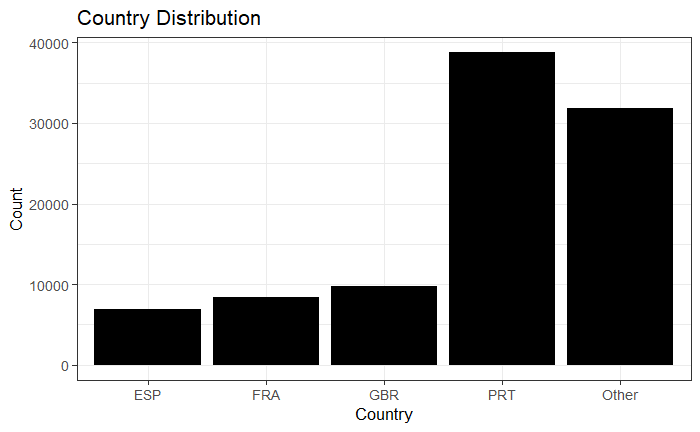 Country Distribution
40000
30000
20000
10000
0
Count
ESP FRA GBR PRT Other
Country